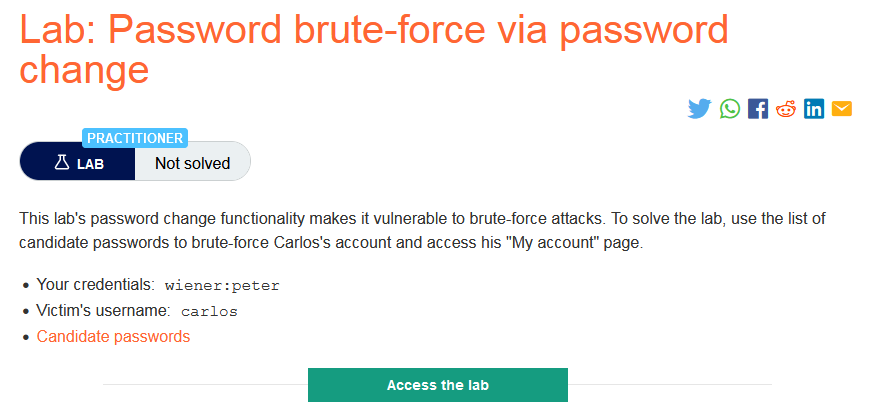 Lab: Password brute-force via password
change
PRACTITIONER
LAB
Not solved
This lab's password change functionality makes it vulnerable to brute-force attacks. To solve the lab, use the list of
candidate passwords to brute-force Carlos's account and access his "My account" page.
Your credentials: wiener:peter
Victim's username: carlos
Candidate passwords
Access the lab